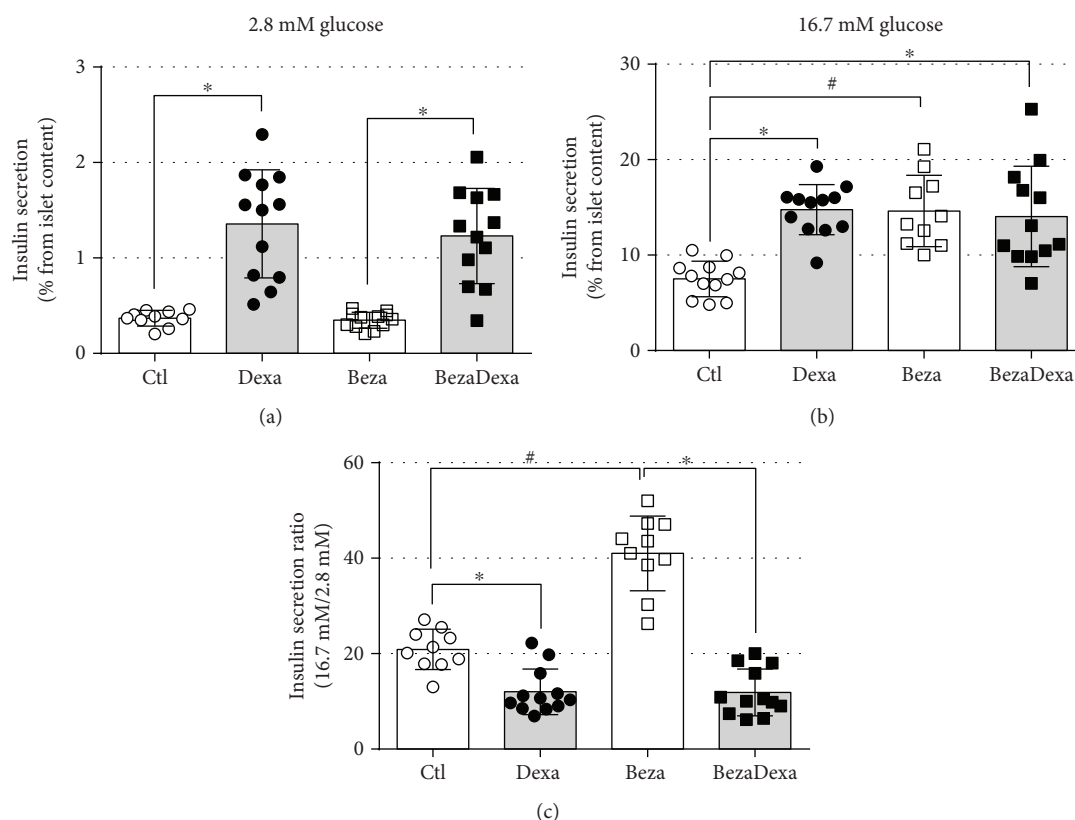 2.8 mM glucose
Insulin secretion
(% from islet content)
3
2
1
0
*
*
Ctl
Dexa
Beza
BezaDexa
(a)
16.7 mM glucose
Insulin secretion
(% from islet content)
30
20
10
0
*
#
*
Ctl
Dexa
Beza
BezaDexa
(b)
Insulin secretion ratio
(16.7 mM/2.8 mM)
60
40
20
0
#
*
*
Ctl
Dexa
Beza
BezaDexa
(c)